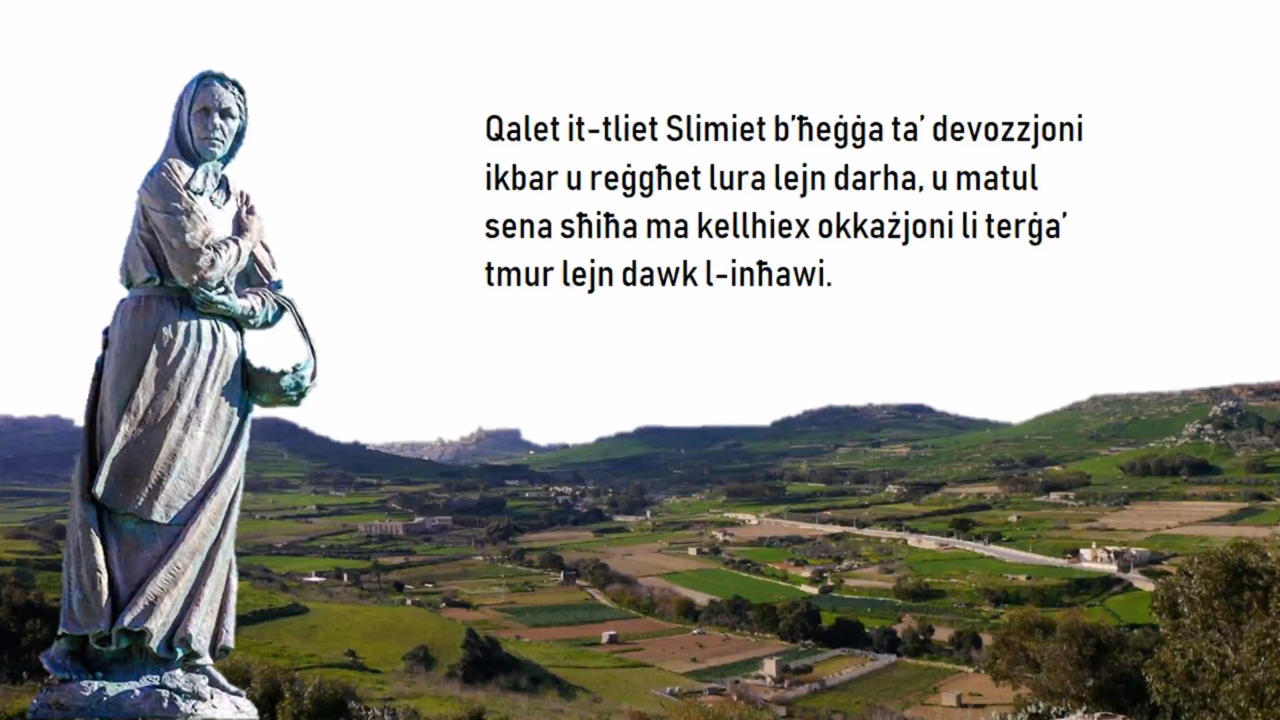 Qalet it-tliet Slimiet b’ħeġġa ta’ devozzjoni
ikbar u reġgħet lura lejn darha, u matul
sena sħiħa ma kellhiex okkażjoni li terġa’
tmur lejn dawk l-inħawi.